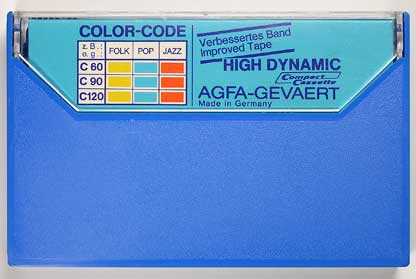 COLOR-CODE
z. B.:
e. g.:
FOLK POP JAZZ
C 60
C 90
C120
Verbessertes Band
Improved Tape
HIGH DYNAMIC
Compact
Cassette
AGFA-GEVAERT
Made in Germany